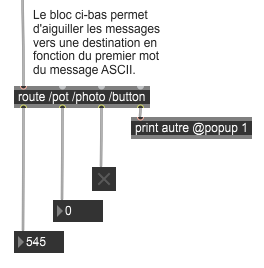 Le bloc ci-bas permet
d'aiguiller les messages
vers une destination en
fonction du premier mot
du message ASCII.
route /pot /photo /button
print autre @popup 1
0
545